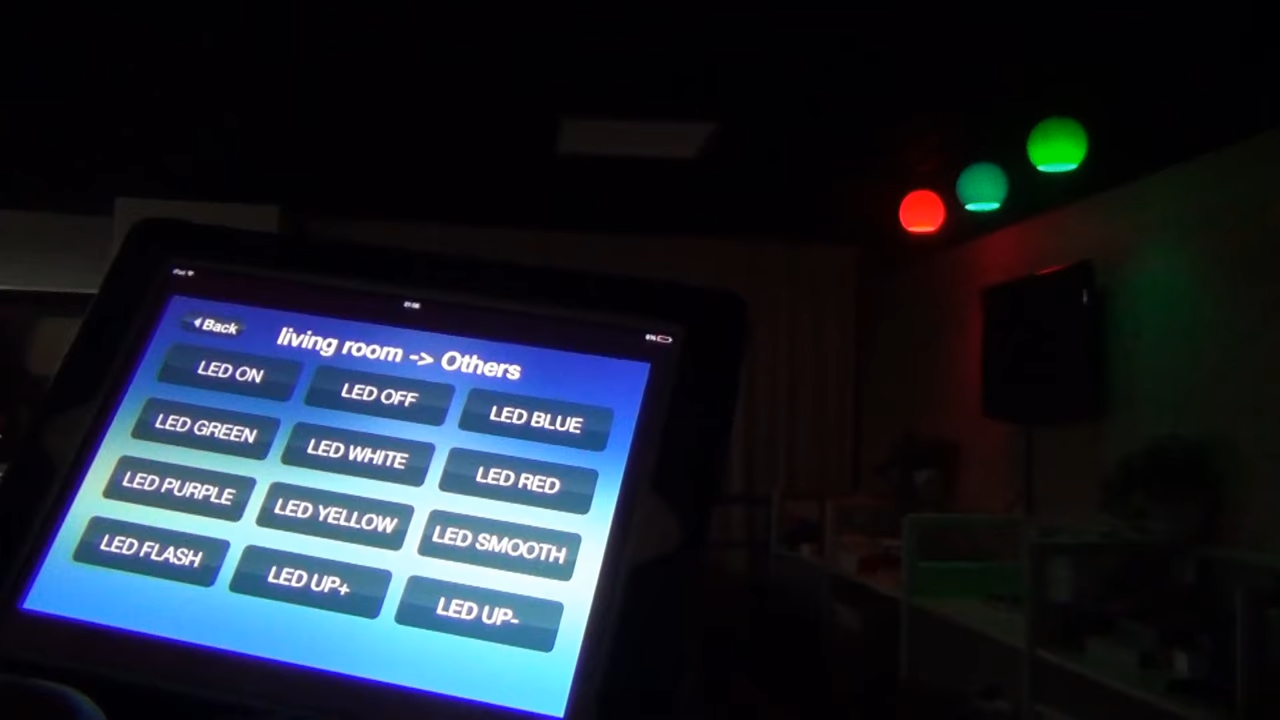 iPad
Back
living room -> Others
LED ON
LED OFF
LED BLUE
LED GREEN
LED WHITE
LED RED
LED PURPLE
LED YELLOW
LED SMOOTH
LED FLASH
LED UP+
LED UP-